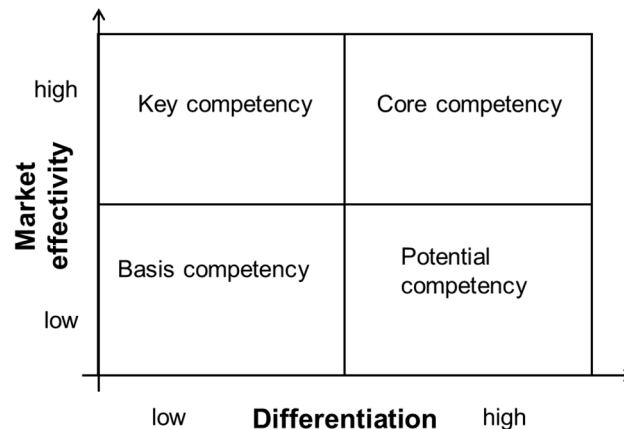 high
Key competency
Core competency
Market
effectivity
Basis competency
Potential
competency
low
low
Differentiation
high